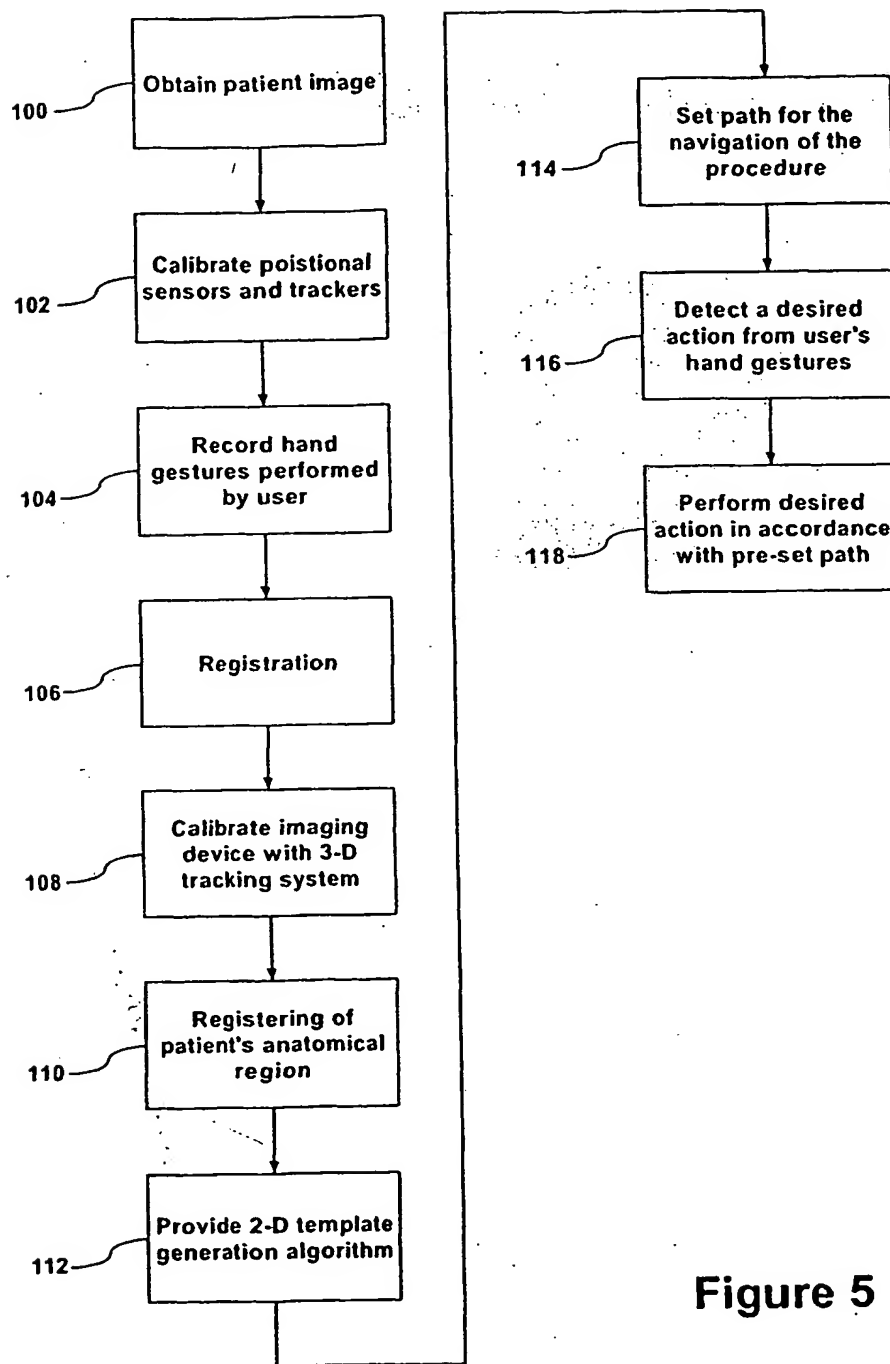 100
Obtain patient image
102
Calibrate poistional
sensors and trackers
104
Record hand
gestures performed
by user
106
Registration
108
Calibrate imaging
device with 3-D
tracking system
110
Registering of
patient's anatomical
region
112
Provide 2-D template
generation algorithm
114
Set path for the
navigation of the
procedure
116
Detect a desired
action from user's
hand gestures
118
Perform desired
action in accordance
with pre-set path
Figure 5